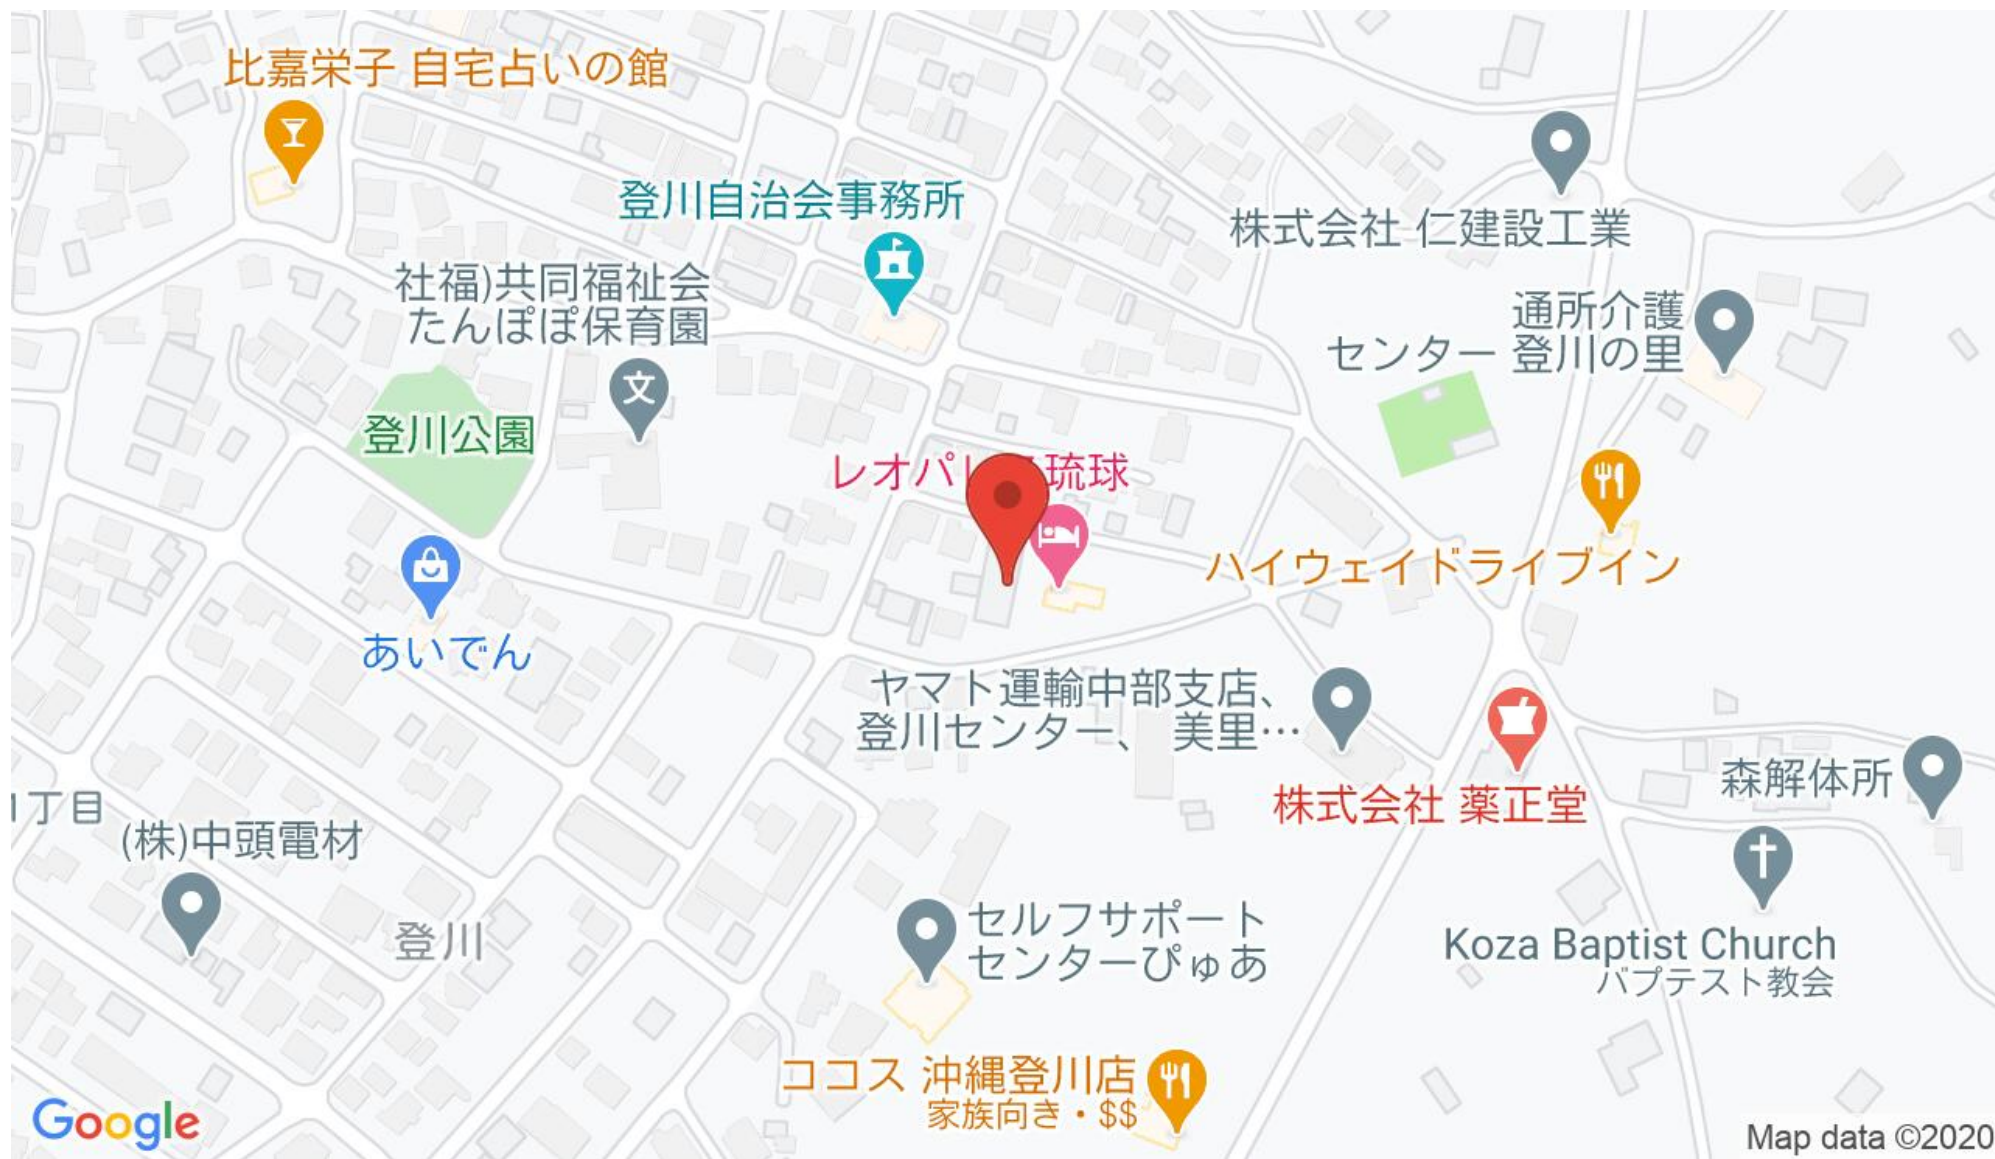 比嘉栄子 自宅占いの館
登川自治会事務所
株式会社 仁建設工業
社福)共同福祉会
たんぽぽ保育園
通所介護
センター 登川の里
登川公園
文
レオパ 琉球
ハイウェイドライブイン
あいでん
ヤマト運輸中部支店、
登川センター、 美里…
株式会社 薬正堂
森解体所
丁目
(株)中頭電材
登川
セルフサポート
センターぴゅあ
Koza Baptist Church
バプテスト教会
ココス 沖縄登川店
家族向き・$$
Google
Map data ©2020